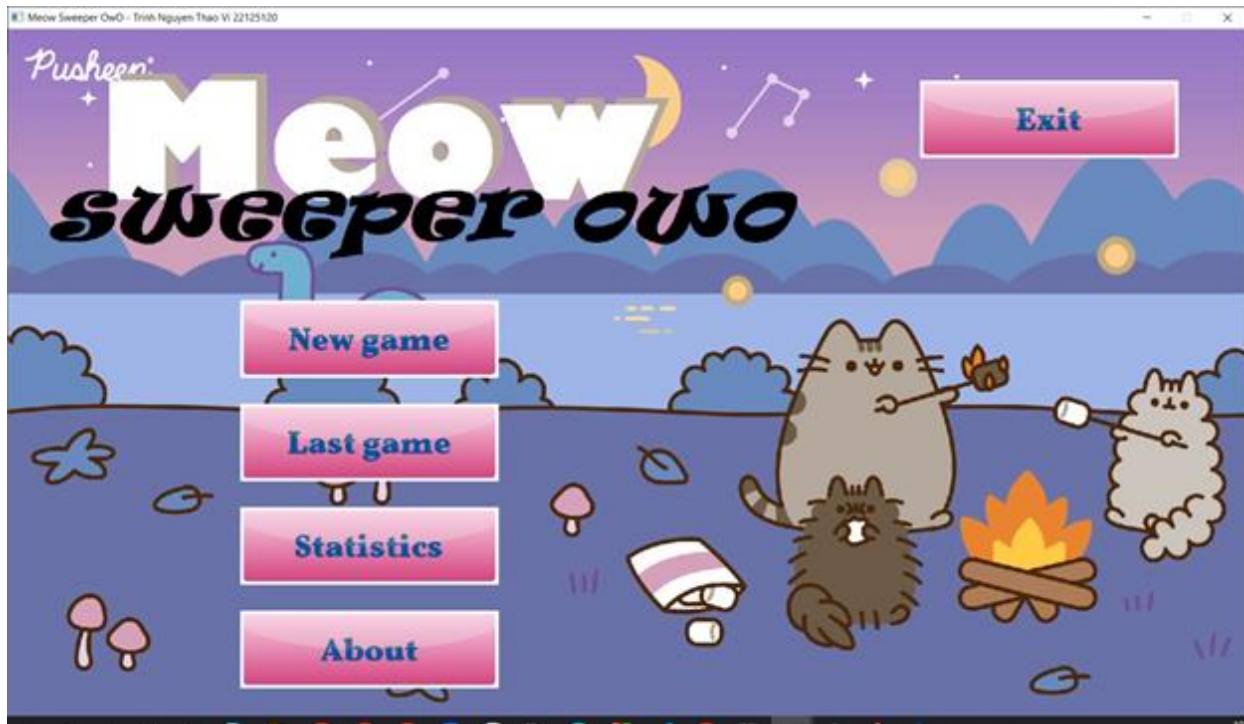 Meow Sweeper OwO - Trinh Nguyen Thao Vi 22125120
Pusheen
Meow
sweeper owo
Exit
New game
Last game
Statistics
About